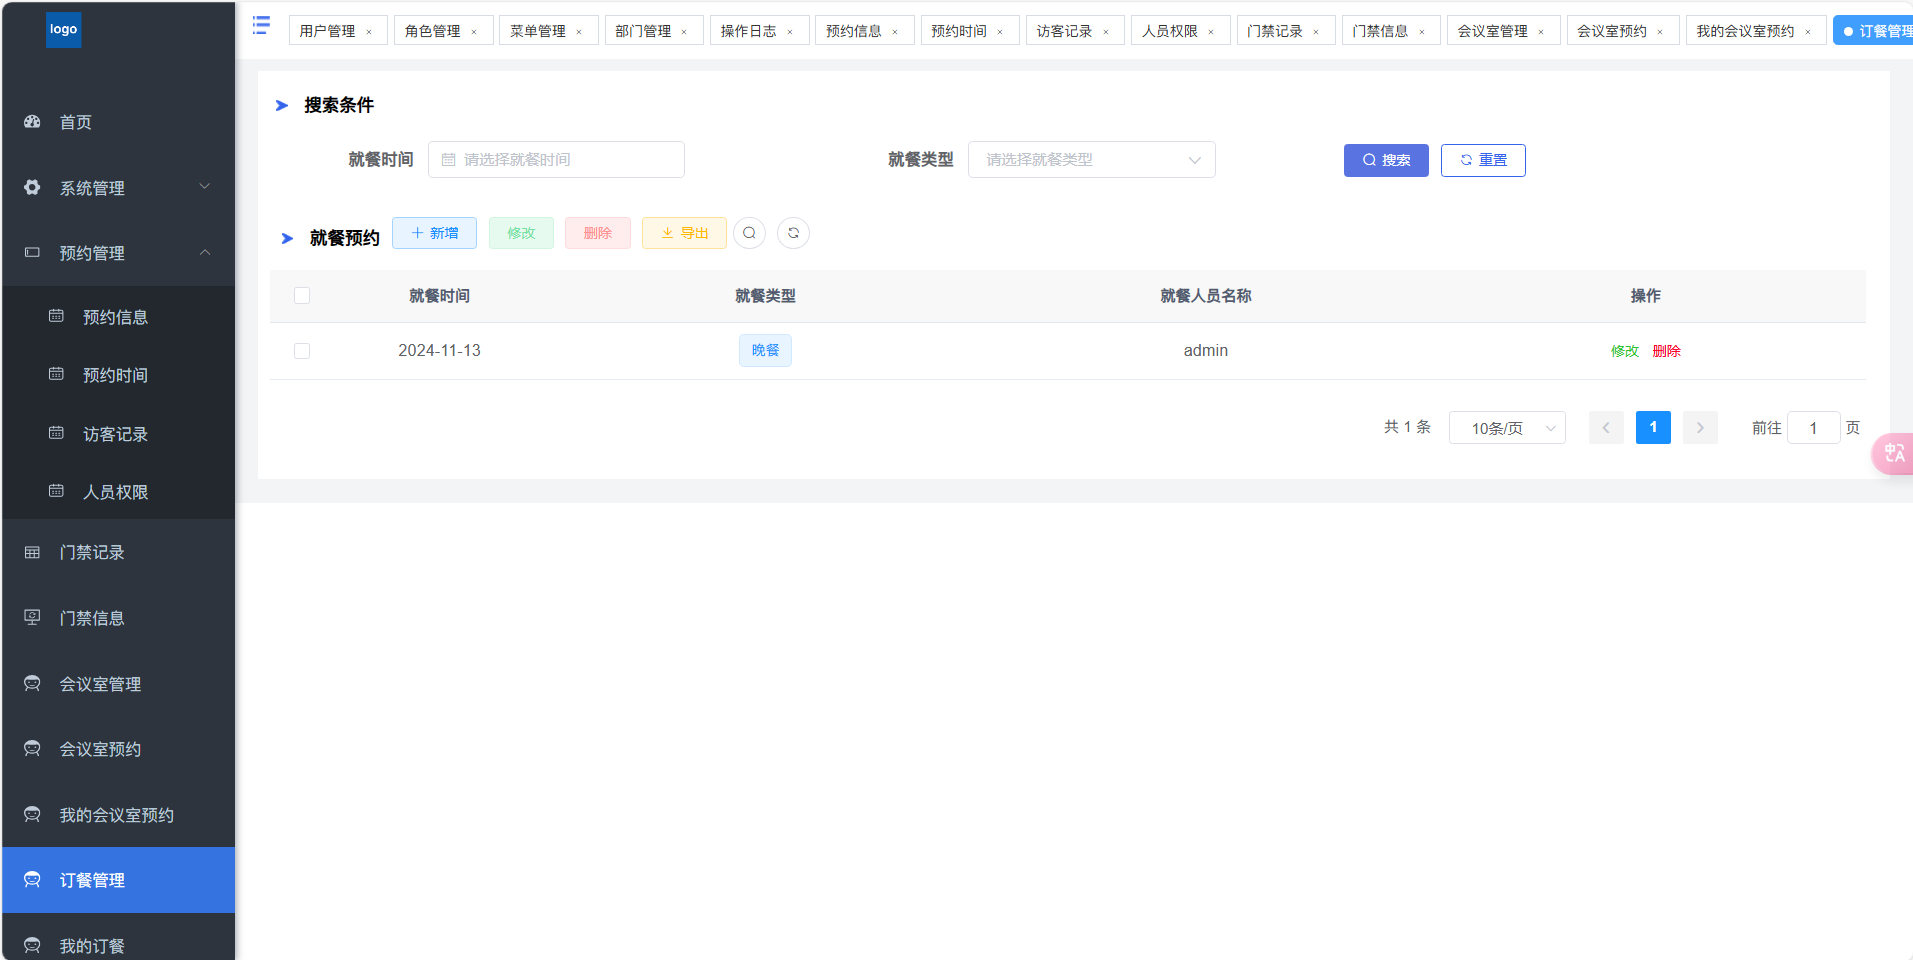 logo
首页
系统管理
预约管理
预约信息
预约时间
访客记录
人员权限
门禁记录
门禁信息
会议室管理
会议室预约
我的会议室预约
订餐管理
我的订餐
用户管理 × 角色管理 × 菜单管理 × 部门管理 × 操作日志 × 预约信息 × 预约时间 × 访客记录 × 人员权限 × 门禁记录 × 门禁信息 × 会议室管理 × 会议室预约 × 我的会议室预约 × 订餐管理
搜索条件
就餐时间 请选择就餐时间 就餐类型 请选择就餐类型 搜索 重置
就餐预约 新增 修改 删除 导出
就餐时间 就餐类型 就餐人员名称 操作
2024-11-13 晚餐 admin 修改 删除
共 1 条 10条/页 1 前往 1 页
中A